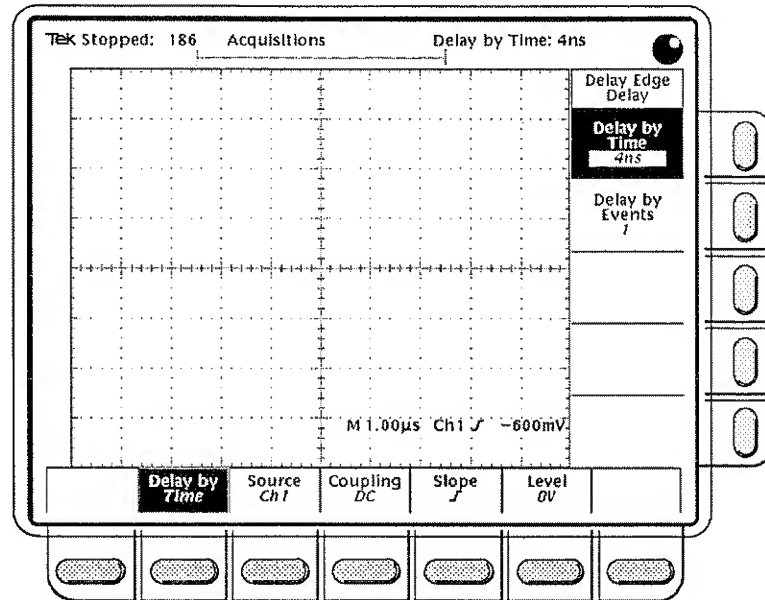 Tek Stopped: 186 Acquisitions Delay by Time: 4ns
Delay Edge
Delay
Delay by
Time
4ns
Delay by
Events
1
M 1.00µs Ch1 -600mV
Delay by
Time
Source
Ch1
Coupling
DC
Slope
Level
0V